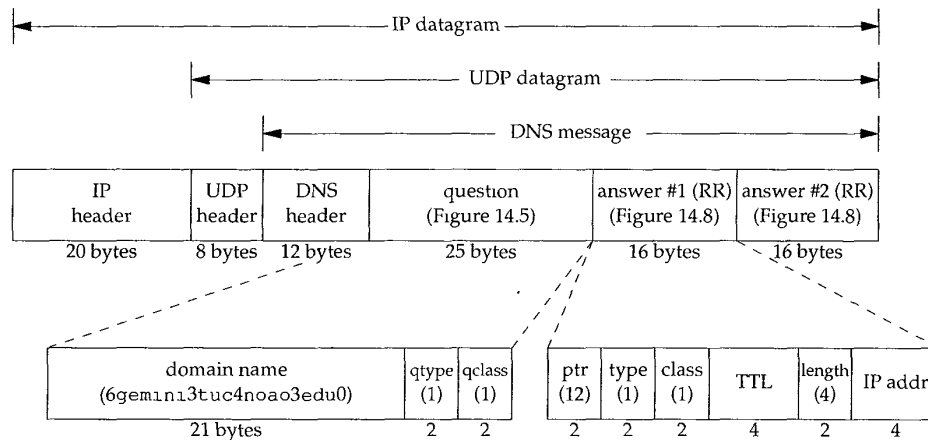 IP datagram
UDP datagram
DNS message
IP header
UDP header
DNS header
question (Figure 14.5)
answer #1 (RR) (Figure 14.8)
answer #2 (RR) (Figure 14.8)
20 bytes
8 bytes
12 bytes
25 bytes
16 bytes
16 bytes
domain name (6gemini3tuc4noao3edu0)
qtype (1)
qclass (1)
ptr (12)
type (1)
class (1)
TTL
length (4)
IP addr
21 bytes
2
2
2
2
2
4
2
4